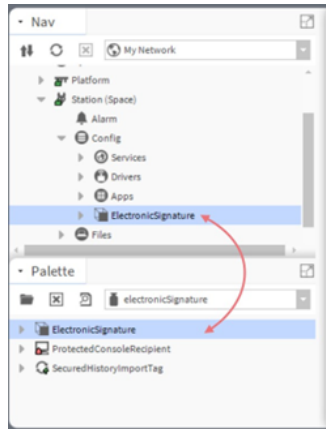 Nav
My Network
Platform
Station (Space)
Alarm
Config
Services
Drivers
Apps
ElectronicSignature
Files
Palette
electronicSignature
ElectronicSignature
ProtectedConsoleRecipient
SecuredHistoryImportTag